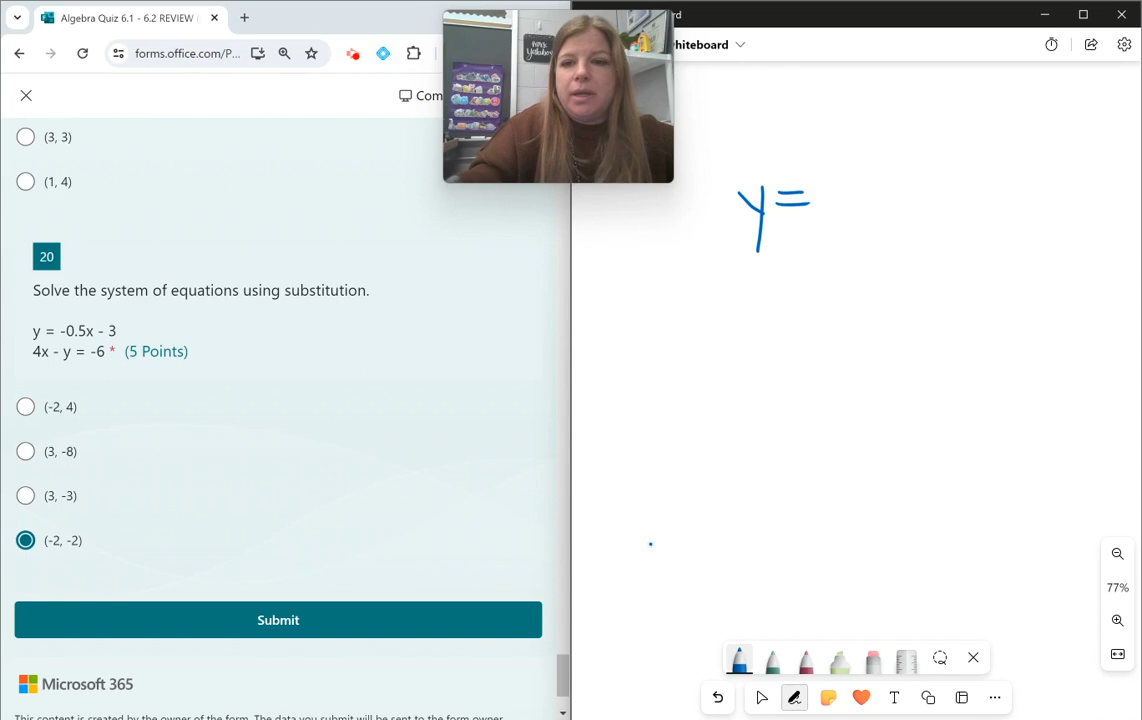 Algebra Quiz 6.1 - 6.2 REVIEW (
forms.office.com/P...
Com
hiteboard
(3, 3)
(1, 4)
y =
20
Solve the system of equations using substitution.
y = -0.5x - 3
4x - y = -6 * (5 Points)
(-2, 4)
(3, -8)
(3, -3)
(-2, -2)
77%
Submit
T
Microsoft 365
This content is created by the owner of the form. The data you submit will be sent to the form owner.